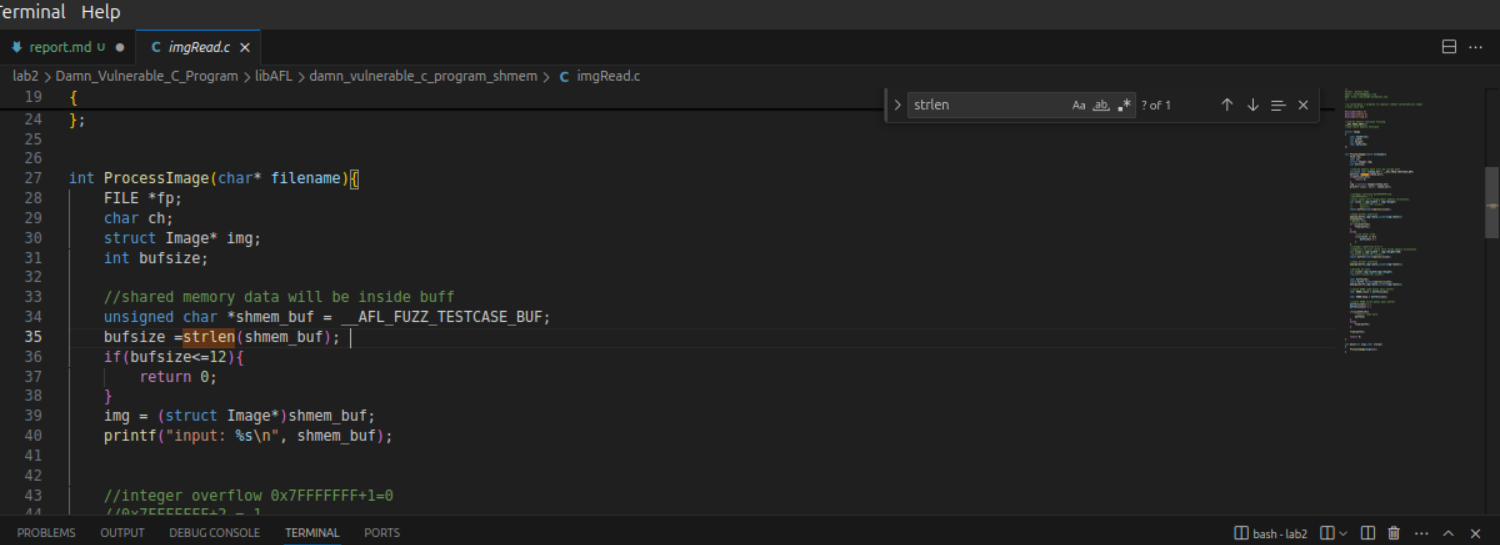 Terminal Help
report.md U
imgRead.c
lab2 > Damn_Vulnerable_C_Program > libAFL > damn_vulnerable_c_program_shmem > C imgRead.c
strlen
Aa ab .* ? of 1
19 {
24 };
25
26
27 int ProcessImage(char* filename){
28 FILE *fp;
29 char ch;
30 struct Image* img;
31 int bufsize;
32
33 //shared memory data will be inside buff
34 unsigned char *shmem_buf = __AFL_FUZZ_TESTCASE_BUF;
35 bufsize =strlen(shmem_buf);
36 if(bufsize<=12){
37 return 0;
38 }
39 img = (struct Image*)shmem_buf;
40 printf("input: %s\n", shmem_buf);
41
42
43 //integer overflow 0x7FFFFFFF+1=0
44 //0x7FFFFFFF+2 = 1
PROBLEMS OUTPUT DEBUG CONSOLE TERMINAL PORTS
bash - lab2